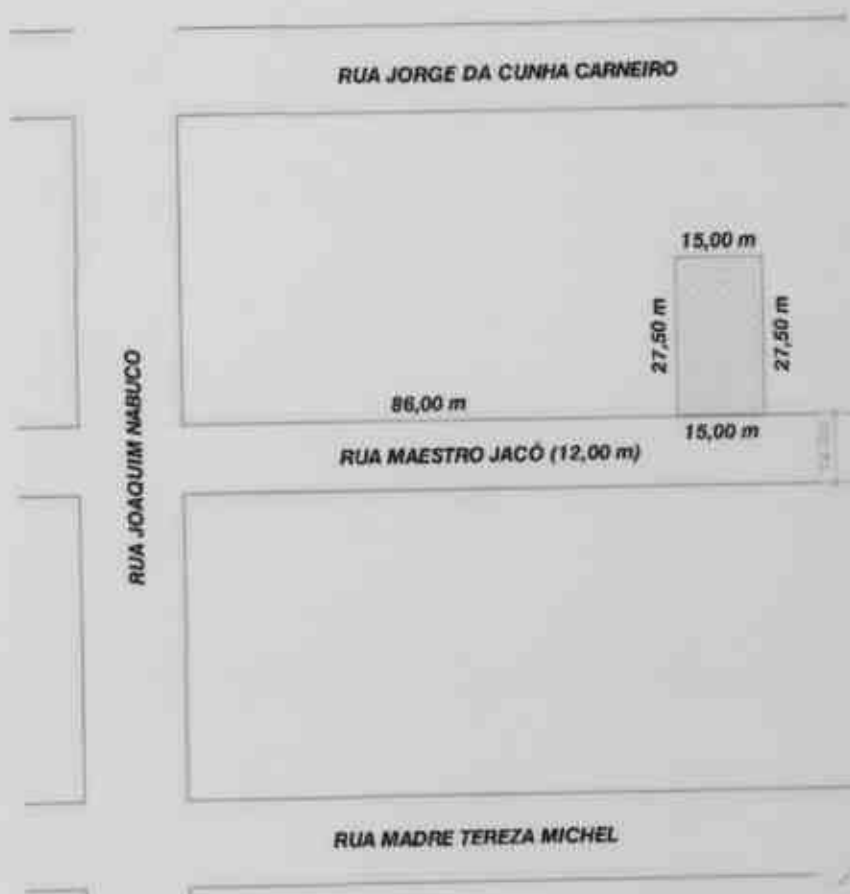 RUA JORGE DA CUNHA CARNEIRO
15,00 m
27,50 m
27,50 m
RUA JOAQUIM NABUCO
86,00 m
15,00 m
RUA MAESTRO JACÓ (12,00 m)
RUA MADRE TEREZA MICHEL